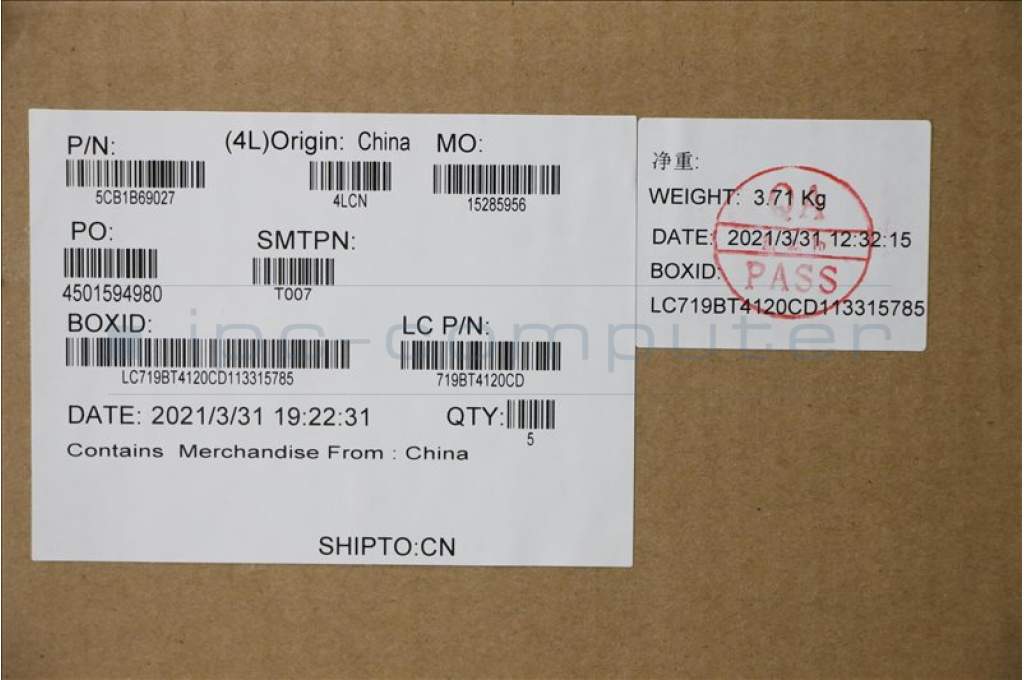 P/N: (4L)Origin: China MO:
5CB1B69027 4LCN 15285956
PO: SMTPN:
4501594980 T007
BOXID: LC P/N:
LC719BT4120CD113315785 719BT4120CD
DATE: 2021/3/31 19:22:31 QTY:
5
Contains Merchandise From : China
SHIPTO:CN
净重:
WEIGHT: 3.71 Kg
DATE: 2021/3/31 12:32:15
BOXID:
LC719BT4120CD113315785
QA
PASS
ipc-computer